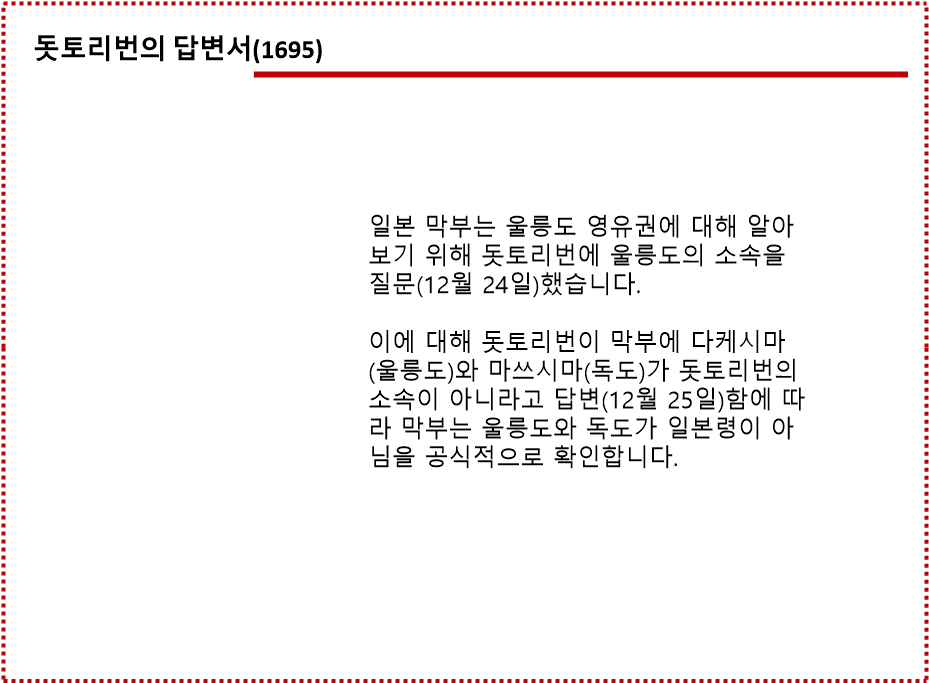 돗토리번의 답변서(1695)
일본 막부는 울릉도 영유권에 대해 알아
보기 위해 돗토리번에 울릉도의 소속을
질문(12월 24일)했습니다.
이에 대해 돗토리번이 막부에 다케시마
(울릉도)와 마쓰시마(독도)가 돗토리번의
소속이 아니라고 답변(12월 25일)함에 따
라 막부는 울릉도와 독도가 일본령이 아
님을 공식적으로 확인합니다.